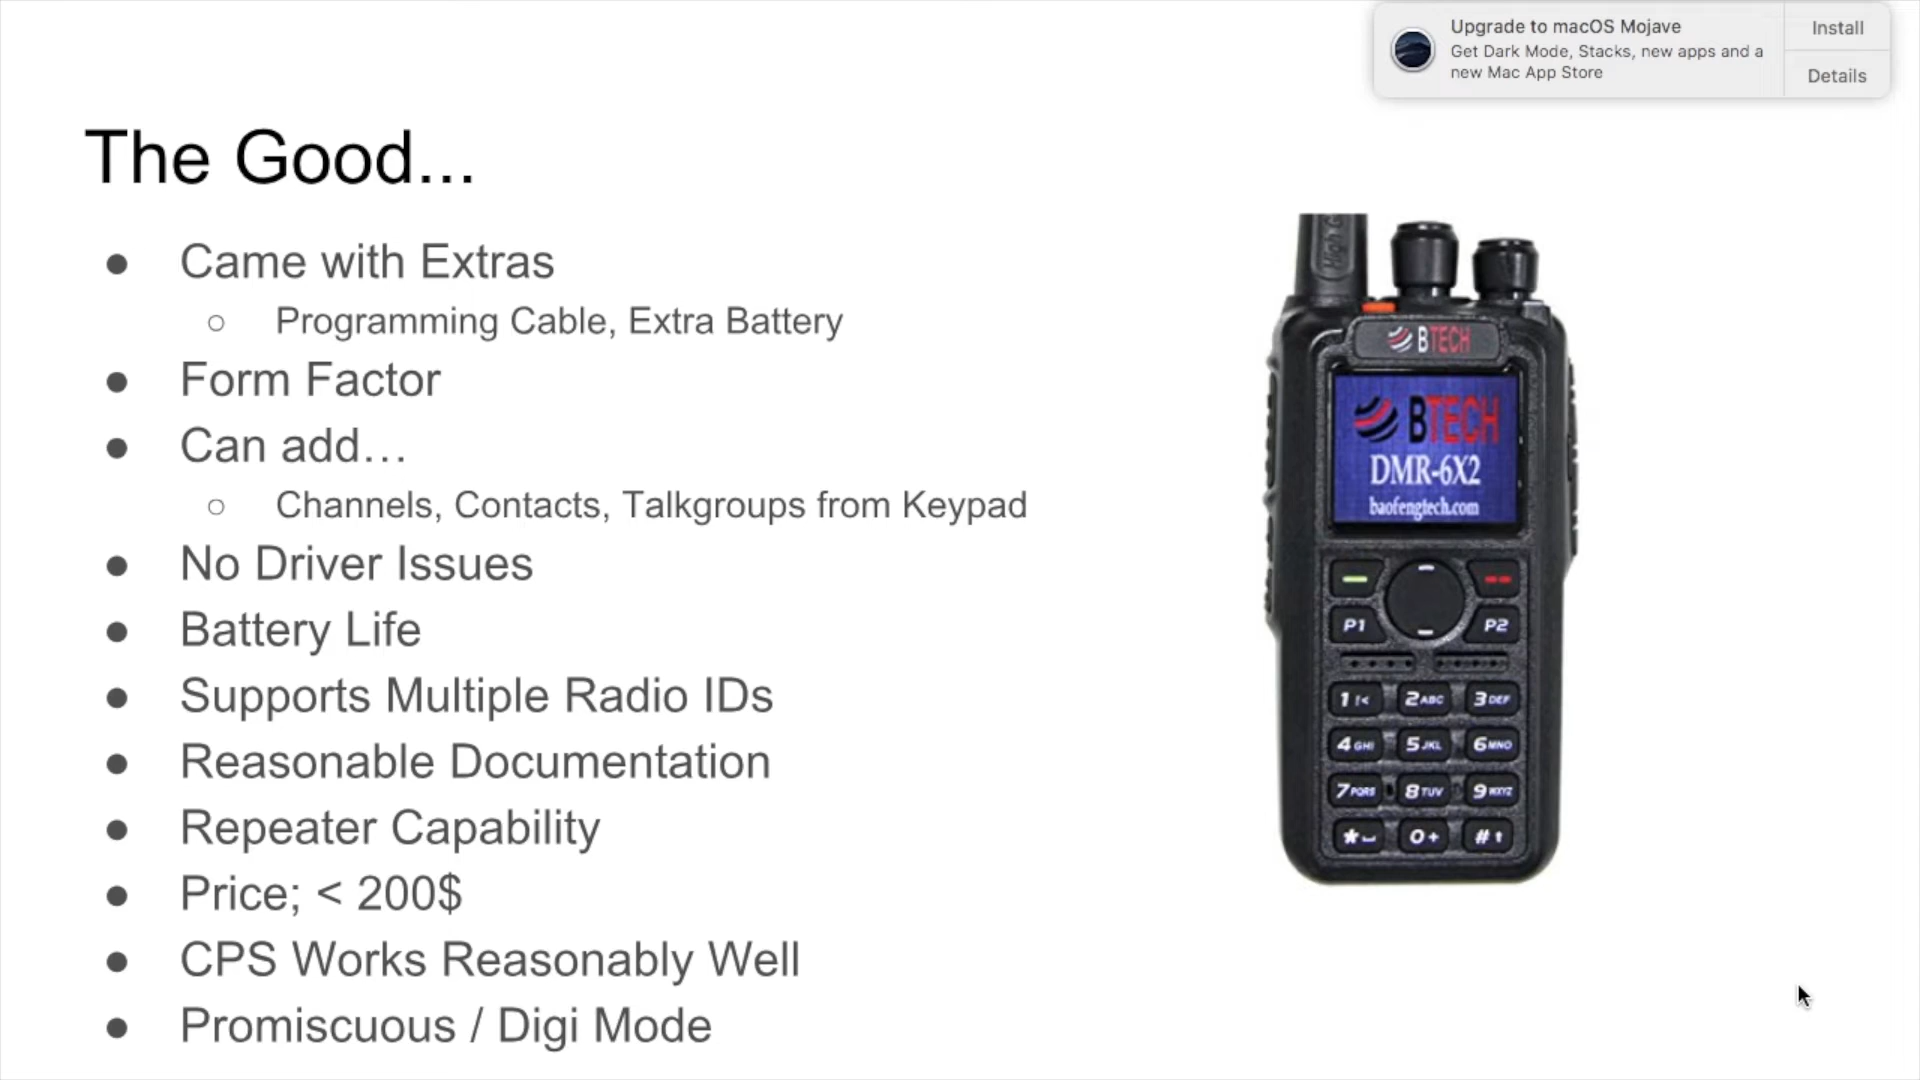 Upgrade to macOS Mojave
Get Dark Mode, Stacks, new apps and a
new Mac App Store
Install
Details
The Good...
● Came with Extras
○ Programming Cable, Extra Battery
● Form Factor
● Can add…
○ Channels, Contacts, Talkgroups from Keypad
● No Driver Issues
● Battery Life
● Supports Multiple Radio IDs
● Reasonable Documentation
● Repeater Capability
● Price; < 200$
● CPS Works Reasonably Well
● Promiscuous / Digi Mode
High
BTECH
BTECH
DMR-6X2
baofengtech.com
P1 P2
1 2ABC 3DEF
4GHI 5JKL 6MNO
7PQRS 8TUV 9WXYZ
* 0+ #